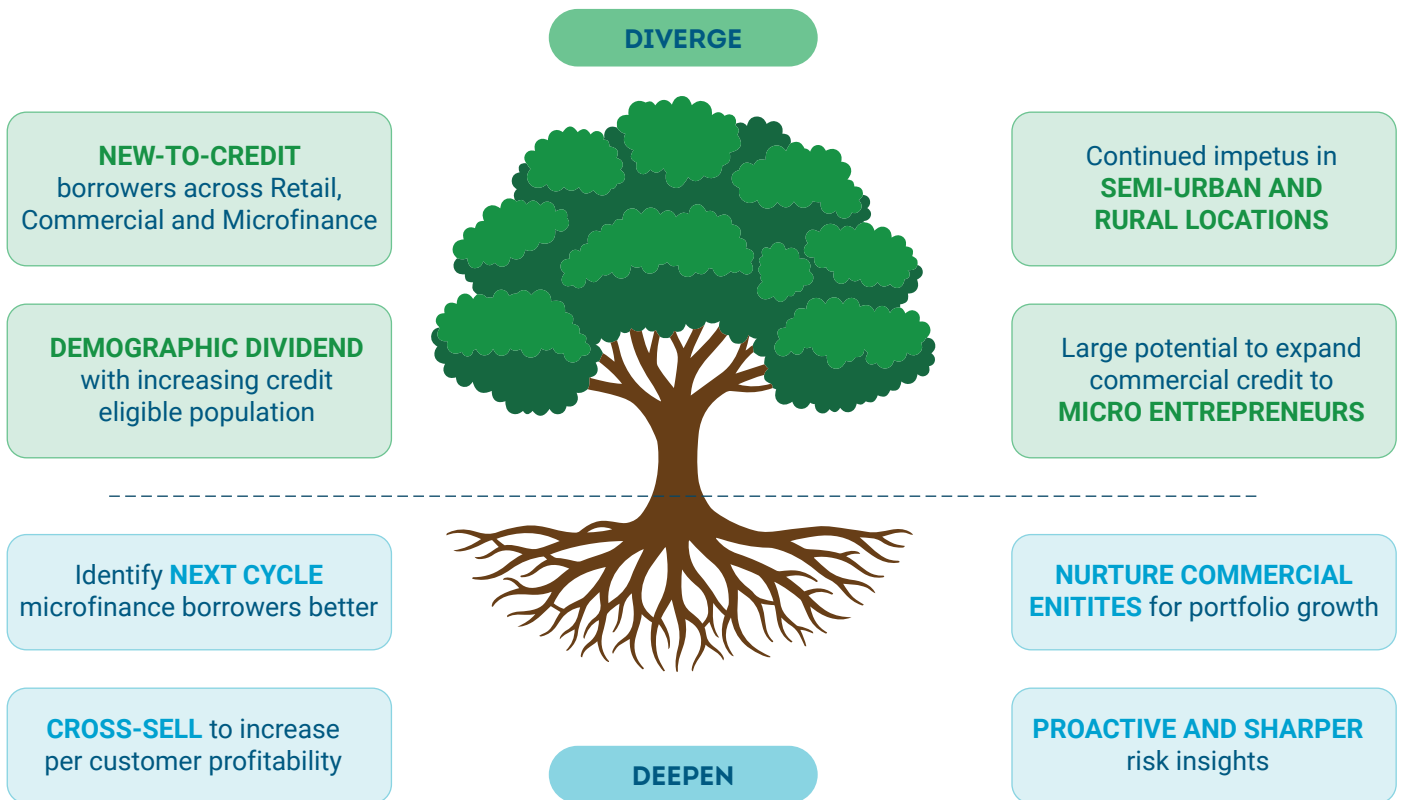 DIVERGE
NEW-TO-CREDIT
borrowers across Retail,
Commercial and Microfinance
Continued impetus in
SEMI-URBAN AND
RURAL LOCATIONS
DEMOGRAPHIC DIVIDEND
with increasing credit
eligible population
Large potential to expand
commercial credit to
MICRO ENTREPRENEURS
Identify NEXT CYCLE
microfinance borrowers better
NURTURE COMMERCIAL
ENITITES for portfolio growth
CROSS-SELL to increase
per customer profitability
PROACTIVE AND SHARPER
risk insights
DEEPEN